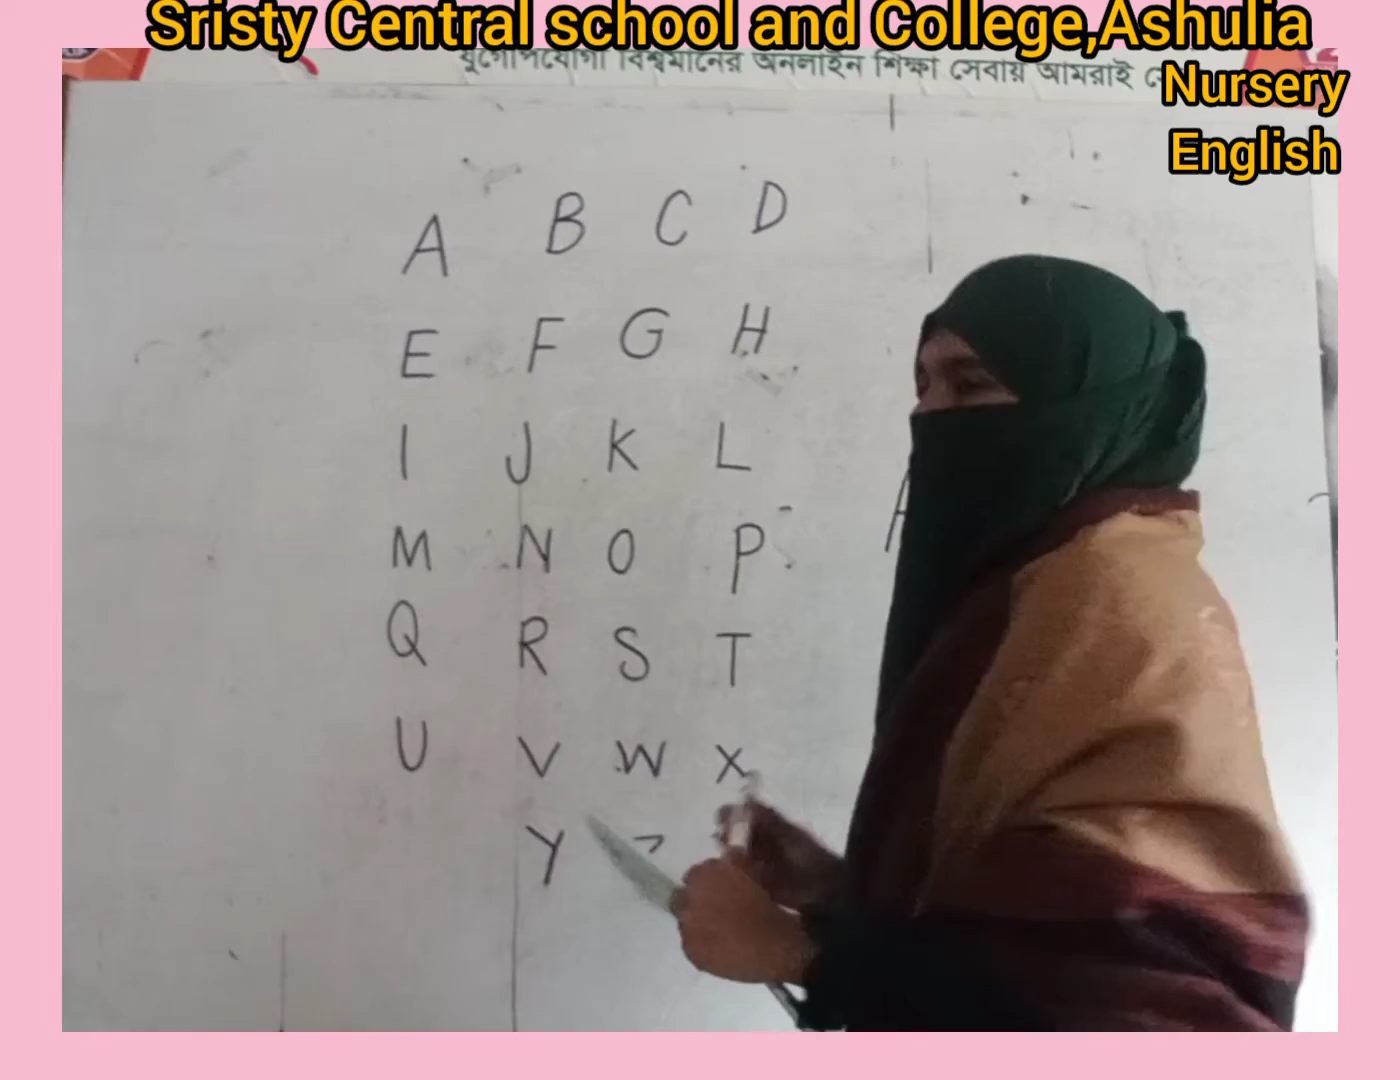 Sristy Central school and College,Ashulia
যুগোপযোগী বিশ্বমানের অনলাইন শিক্ষা সেবায় আমরাই
Nursery
English
A B C D
E F G H
I J K L
M N O P
Q R S T
U V W X
Y Z
A